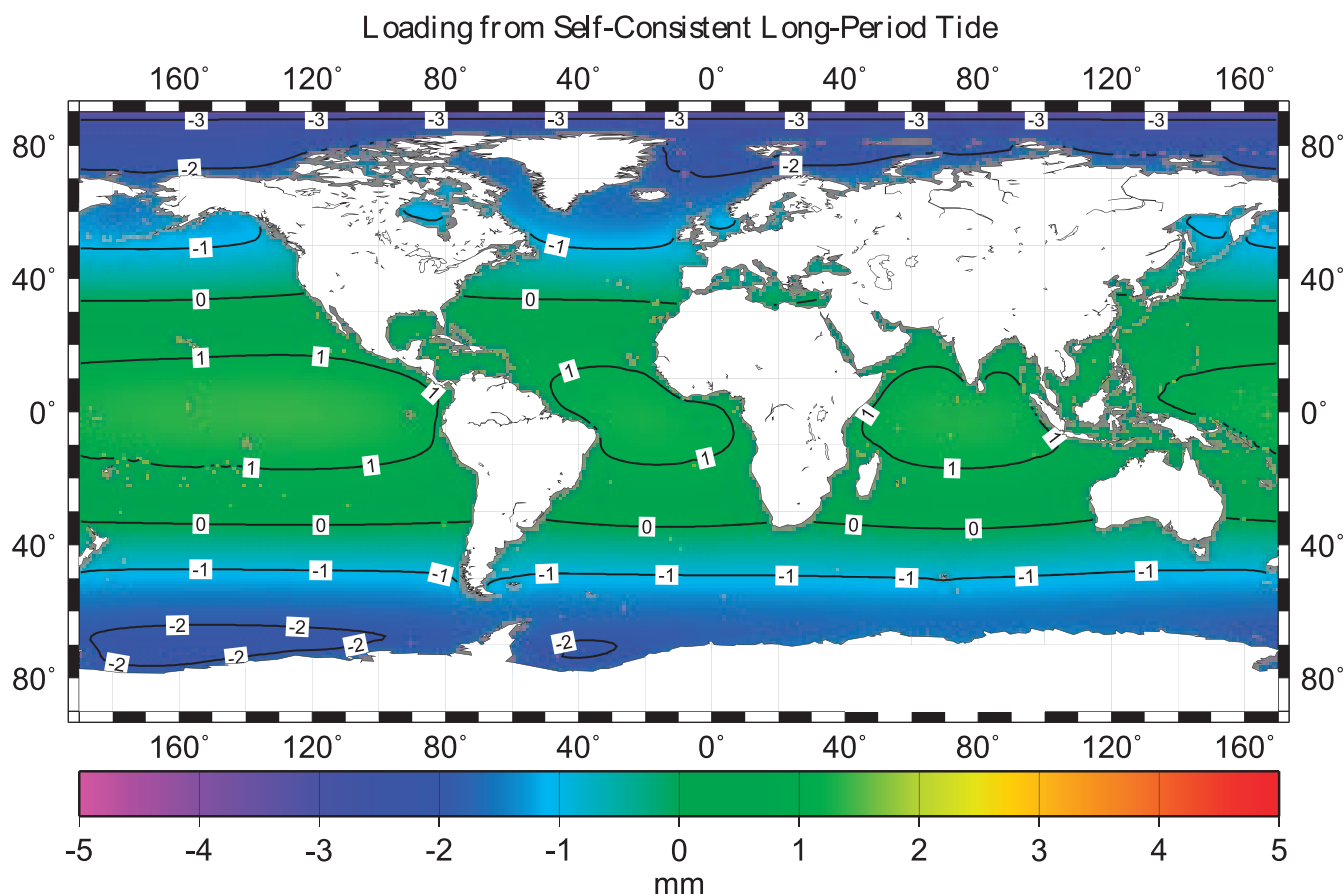 Loading from Self-Consistent Long-Period Tide
160° 120° 80° 40° 0° 40° 80° 120° 160°
-3 -3 -3 -3 -3 -3 -3 -3 -3
80° 80°
-2 -2
-1 -1
40° 40°
0 0
1 1 1
1
0° 0°
1 1
1 1 1 1
0 0 0 0 0
40° 40°
-1 -1 -1 -1 -1 -1 -1 -1 -1
-2 -2 -2 -2
-2 -2
80° 80°
160° 120° 80° 40° 0° 40° 80° 120° 160°
-5 -4 -3 -2 -1 0 1 2 3 4 5
mm